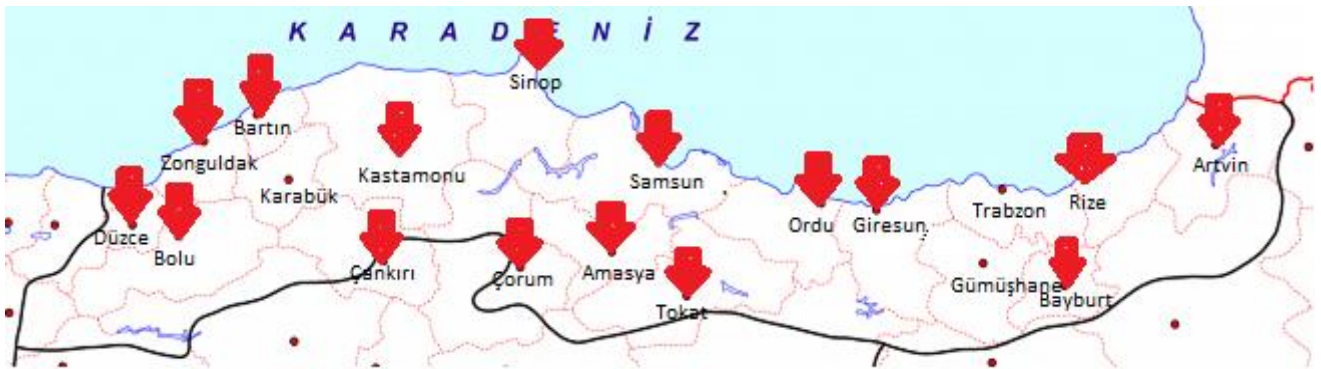 K A R A D E N İ Z
Sinop
Bartın
Zonguldak
Kastamonu
Karabük
Samsun
Artvin
Rize
Trabzon
Ordu
Giresun
Düzce
Bolu
Çankırı
Çorum
Amasya
Tokat
Gümüşhane
Bayburt